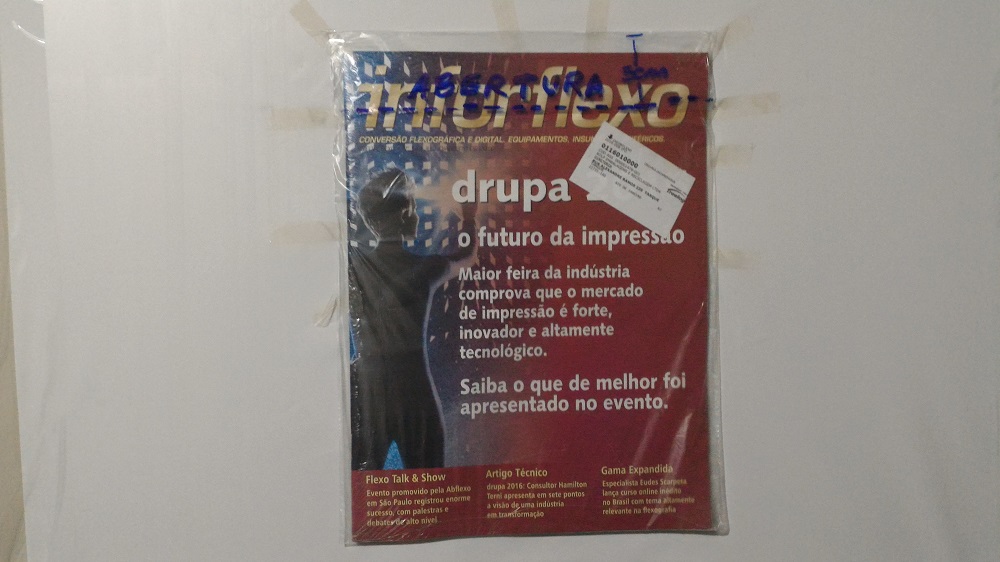 inforflexo
ABERTURA
CONVERSÃO FLEXOGRÁFICA E DIGITAL, EQUIPAMENTOS,
0116010000
drupa
o futuro da impressão
Maior feira da indústria
comprova que o mercado
de impressão é forte,
inovador e altamente
tecnológico.
Saiba o que de melhor foi
apresentado no evento.
Flexo Talk & Show
Evento promovido pela Abflexo
em São Paulo registrou enorme
sucesso, com palestras e
debates de alto nível
Artigo Técnico
drupa 2016: Consultor Hamilton
Terni apresenta em sete pontos
a visão de uma indústria
em transformação
Gama Expandida
Especialista Eudes Scarpeta
lança curso online inédito
no Brasil com tema altamente
relevante na flexografia